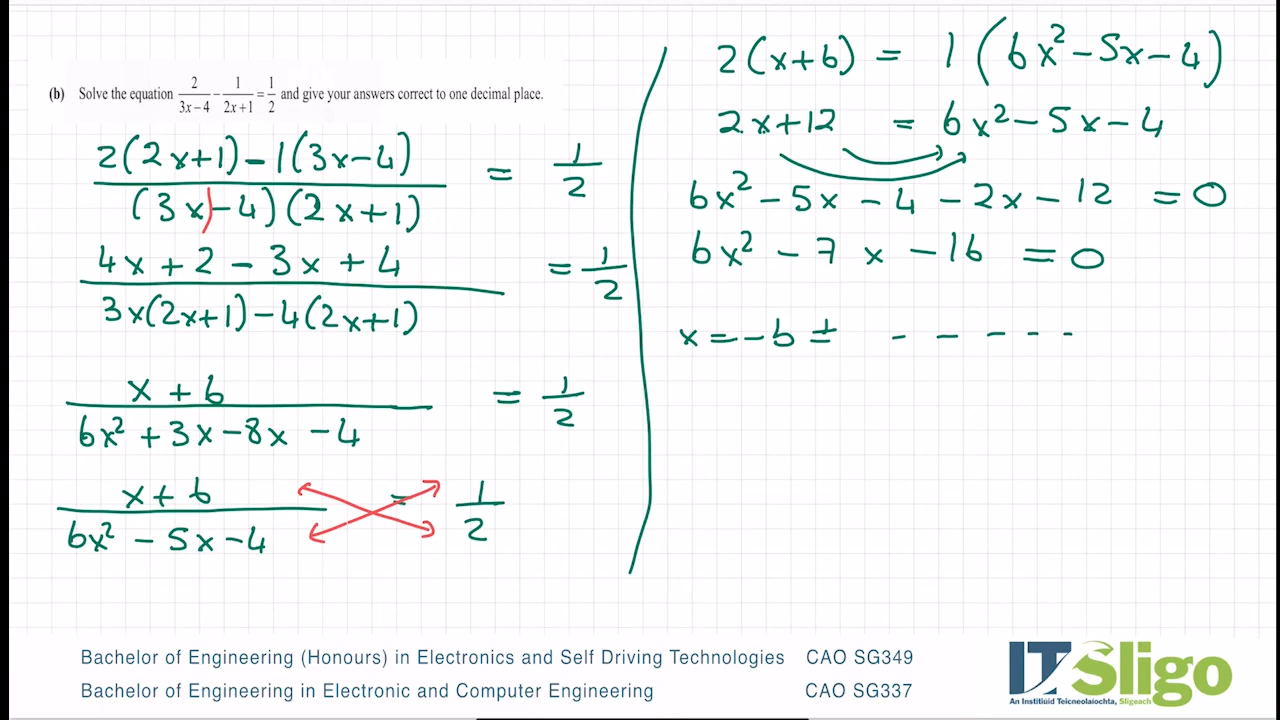 (b) Solve the equation 2/(3x−4) − 1/(2x+1) = 1/2 and give your answers correct to one decimal place.
2(2x+1)−1(3x−4) / (3x−4)(2x+1) = 1/2
4x+2−3x+4 / 3x(2x+1)−4(2x+1) = 1/2
x+6 / 6x²+3x−8x−4 = 1/2
x+6 / 6x²−5x−4 = 1/2
2(x+6) = 1(6x²−5x−4)
2x+12 = 6x²−5x−4
6x²−5x−4−2x−12 = 0
6x²−7x−16 = 0
x = −b ± - - - - -
Bachelor of Engineering (Honours) in Electronics and Self Driving Technologies CAO SG349
Bachelor of Engineering in Electronic and Computer Engineering CAO SG337
IT Sligo
An Institiúid Teicneolaíochta, Sligeach